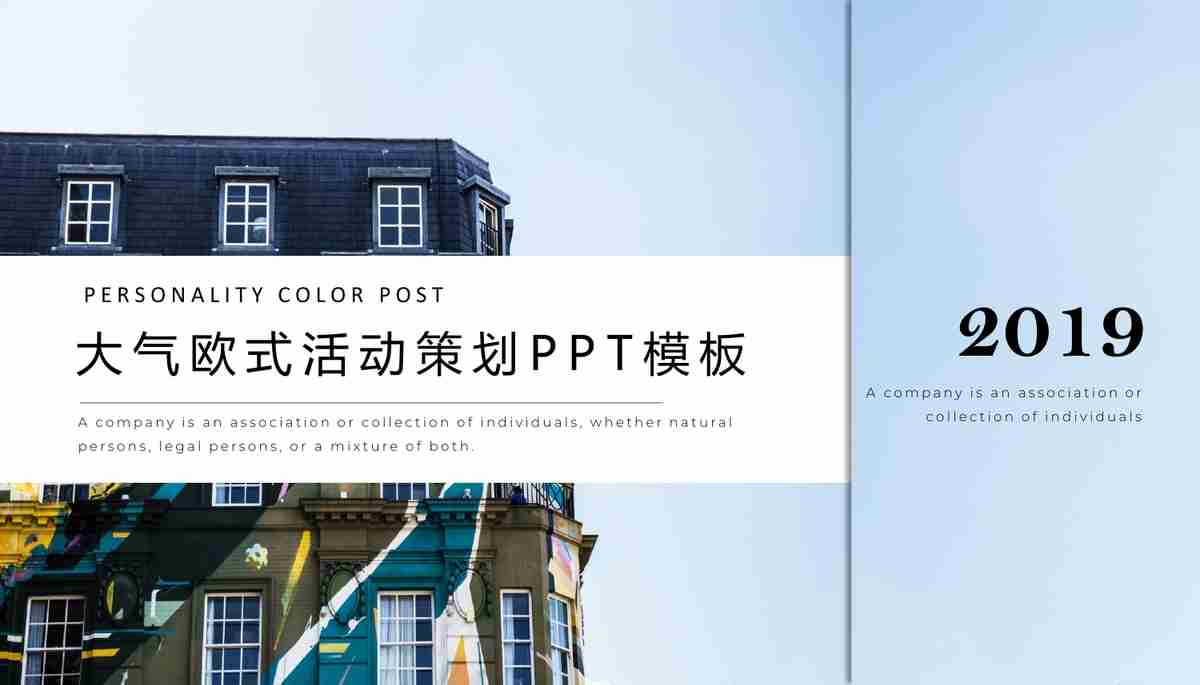 PERSONALITY COLOR POST
大气欧式活动策划PPT模板
A company is an association or collection of individuals, whether natural
persons, legal persons, or a mixture of both.
2019
A company is an association or
collection of individuals